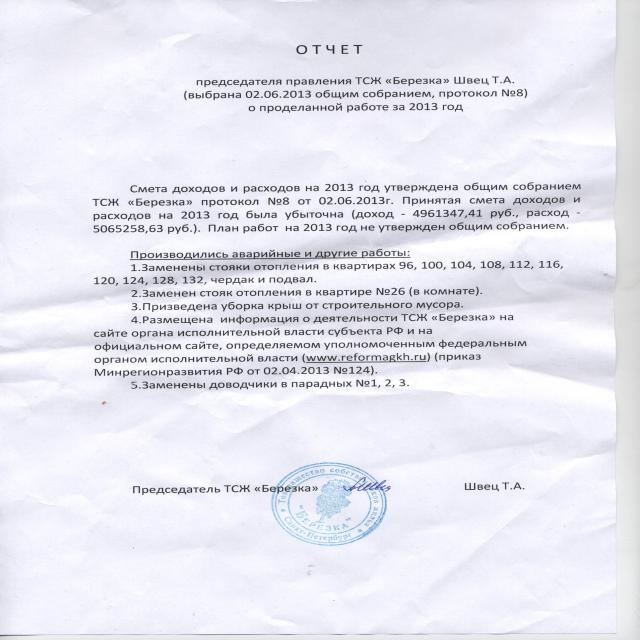 ОТЧЕТ
председателя правления ТСЖ «Березка» Швец Т.А.
(выбрана 02.06.2013 общим собранием, протокол №8)
о проделанной работе за 2013 год
Смета доходов и расходов на 2013 год утверждена общим собранием
ТСЖ «Березка» протокол №8 от 02.06.2013г. Принятая смета доходов и
расходов на 2013 год была убыточна (доход - 4961347,41 руб., расход -
5065258,63 руб.). План работ на 2013 год не утвержден общим собранием.
Производились аварийные и другие работы:
1.Заменены стояки отопления в квартирах 96, 100, 104, 108, 112, 116,
120, 124, 128, 132, чердак и подвал.
2.Заменен стояк отопления в квартире №26 (в комнате).
3.Призведена уборка крыш от строительного мусора.
4.Размещена информация о деятельности ТСЖ «Березка» на
сайте органа исполнительной власти субъекта РФ и на
официальном сайте, определяемом уполномоченным федеральным
органом исполнительной власти (www.reformagkh.ru) (приказ
Минрегионразвития РФ от 02.04.2013 №124).
5.Заменены доводчики в парадных №1, 2, 3.
Председатель ТСЖ «Березка» Швец Т.А.
Товарищество собственников жилья
"БЕРЕЗКА"
Санкт-Петербург